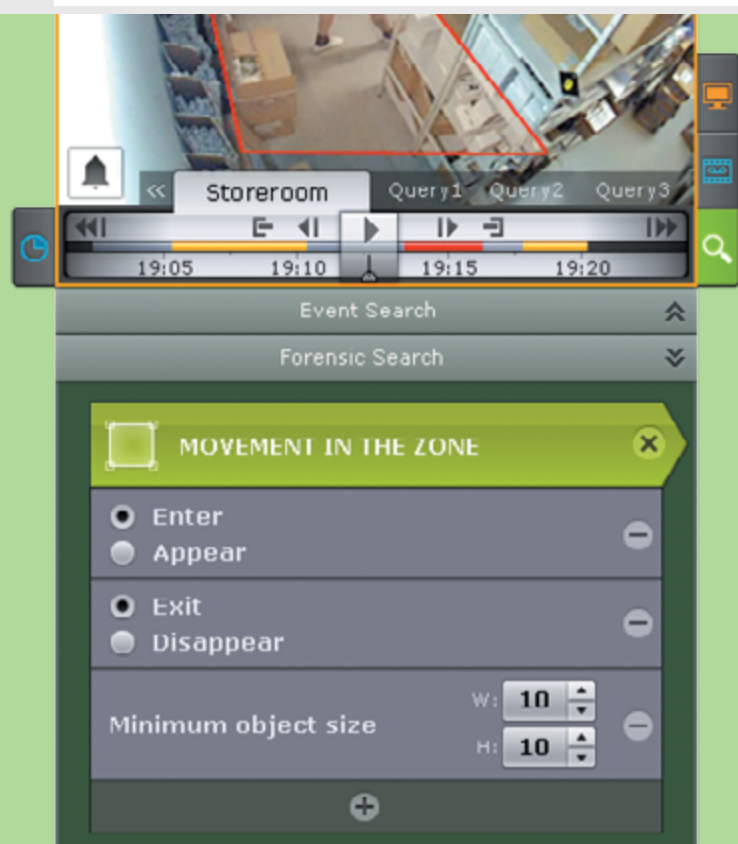 << Storeroom Query1 Query2 Query3
19:05 19:10 19:15 19:20
Event Search
Forensic Search
MOVEMENT IN THE ZONE
Enter
Appear
Exit
Disappear
W: 10
Minimum object size
H: 10